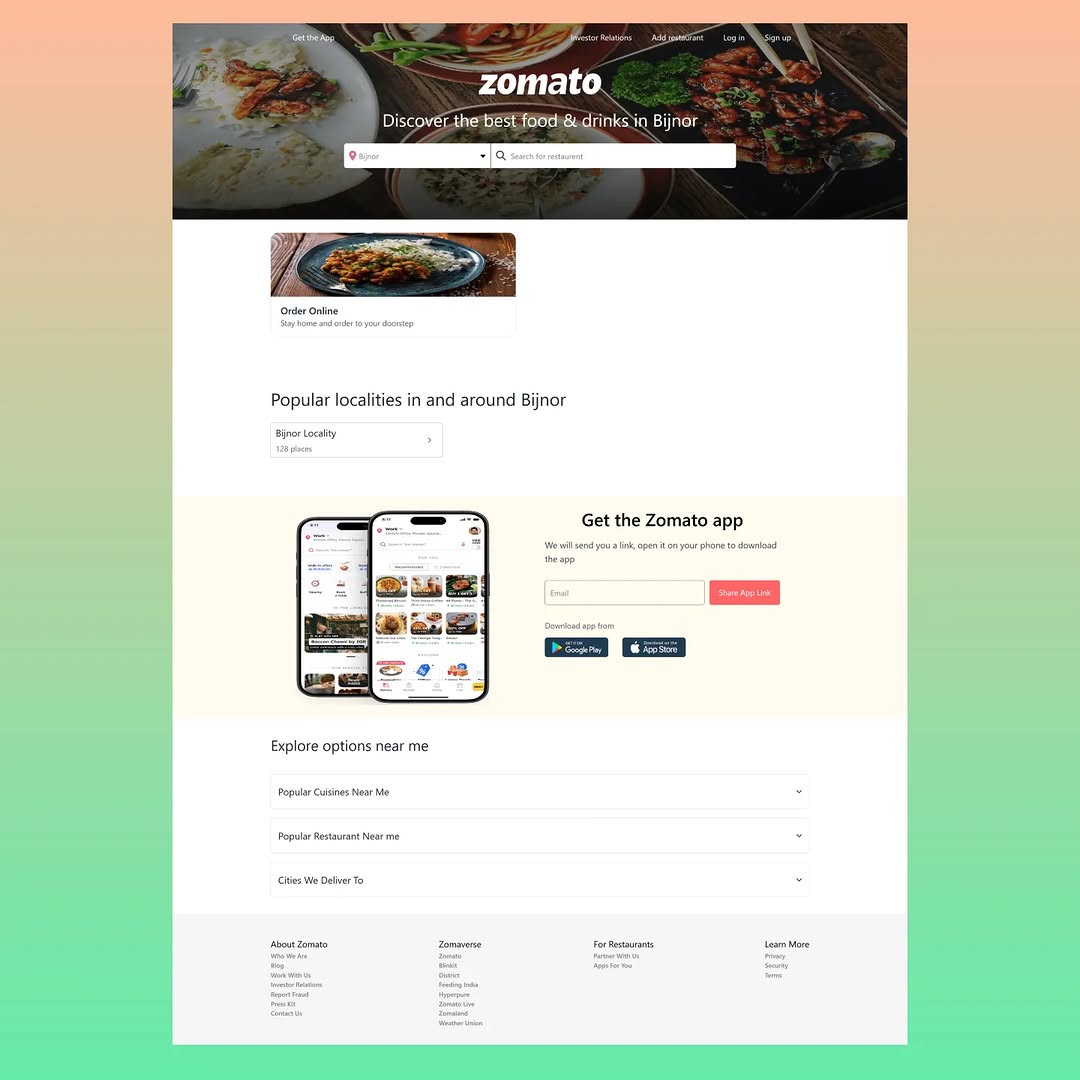 Get the App
Investor Relations
Add restaurant
Log in
Sign up
zomato
Discover the best food & drinks in Bijnor
Bijnor
Search for restaurent
Order Online
Stay home and order to your doorstep
Popular localities in and around Bijnor
Bijnor Locality
128 places
Get the Zomato app
We will send you a link, open it on your phone to download
the app
Email
Share App Link
Download app from
GET IT ON
Google Play
Download on the
App Store
Work
Work
Recommended
Explore options near me
Popular Cuisines Near Me
Popular Restaurant Near me
Cities We Deliver To
About Zomato
Who We Are
Blog
Work With Us
Investor Relations
Report Fraud
Press Kit
Contact Us
Zomaverse
Zomato
Blinkit
District
Feeding India
Hyperpure
Zomato Live
Zomaland
Weather Union
For Restaurants
Partner With Us
Apps For You
Learn More
Privacy
Security
Terms